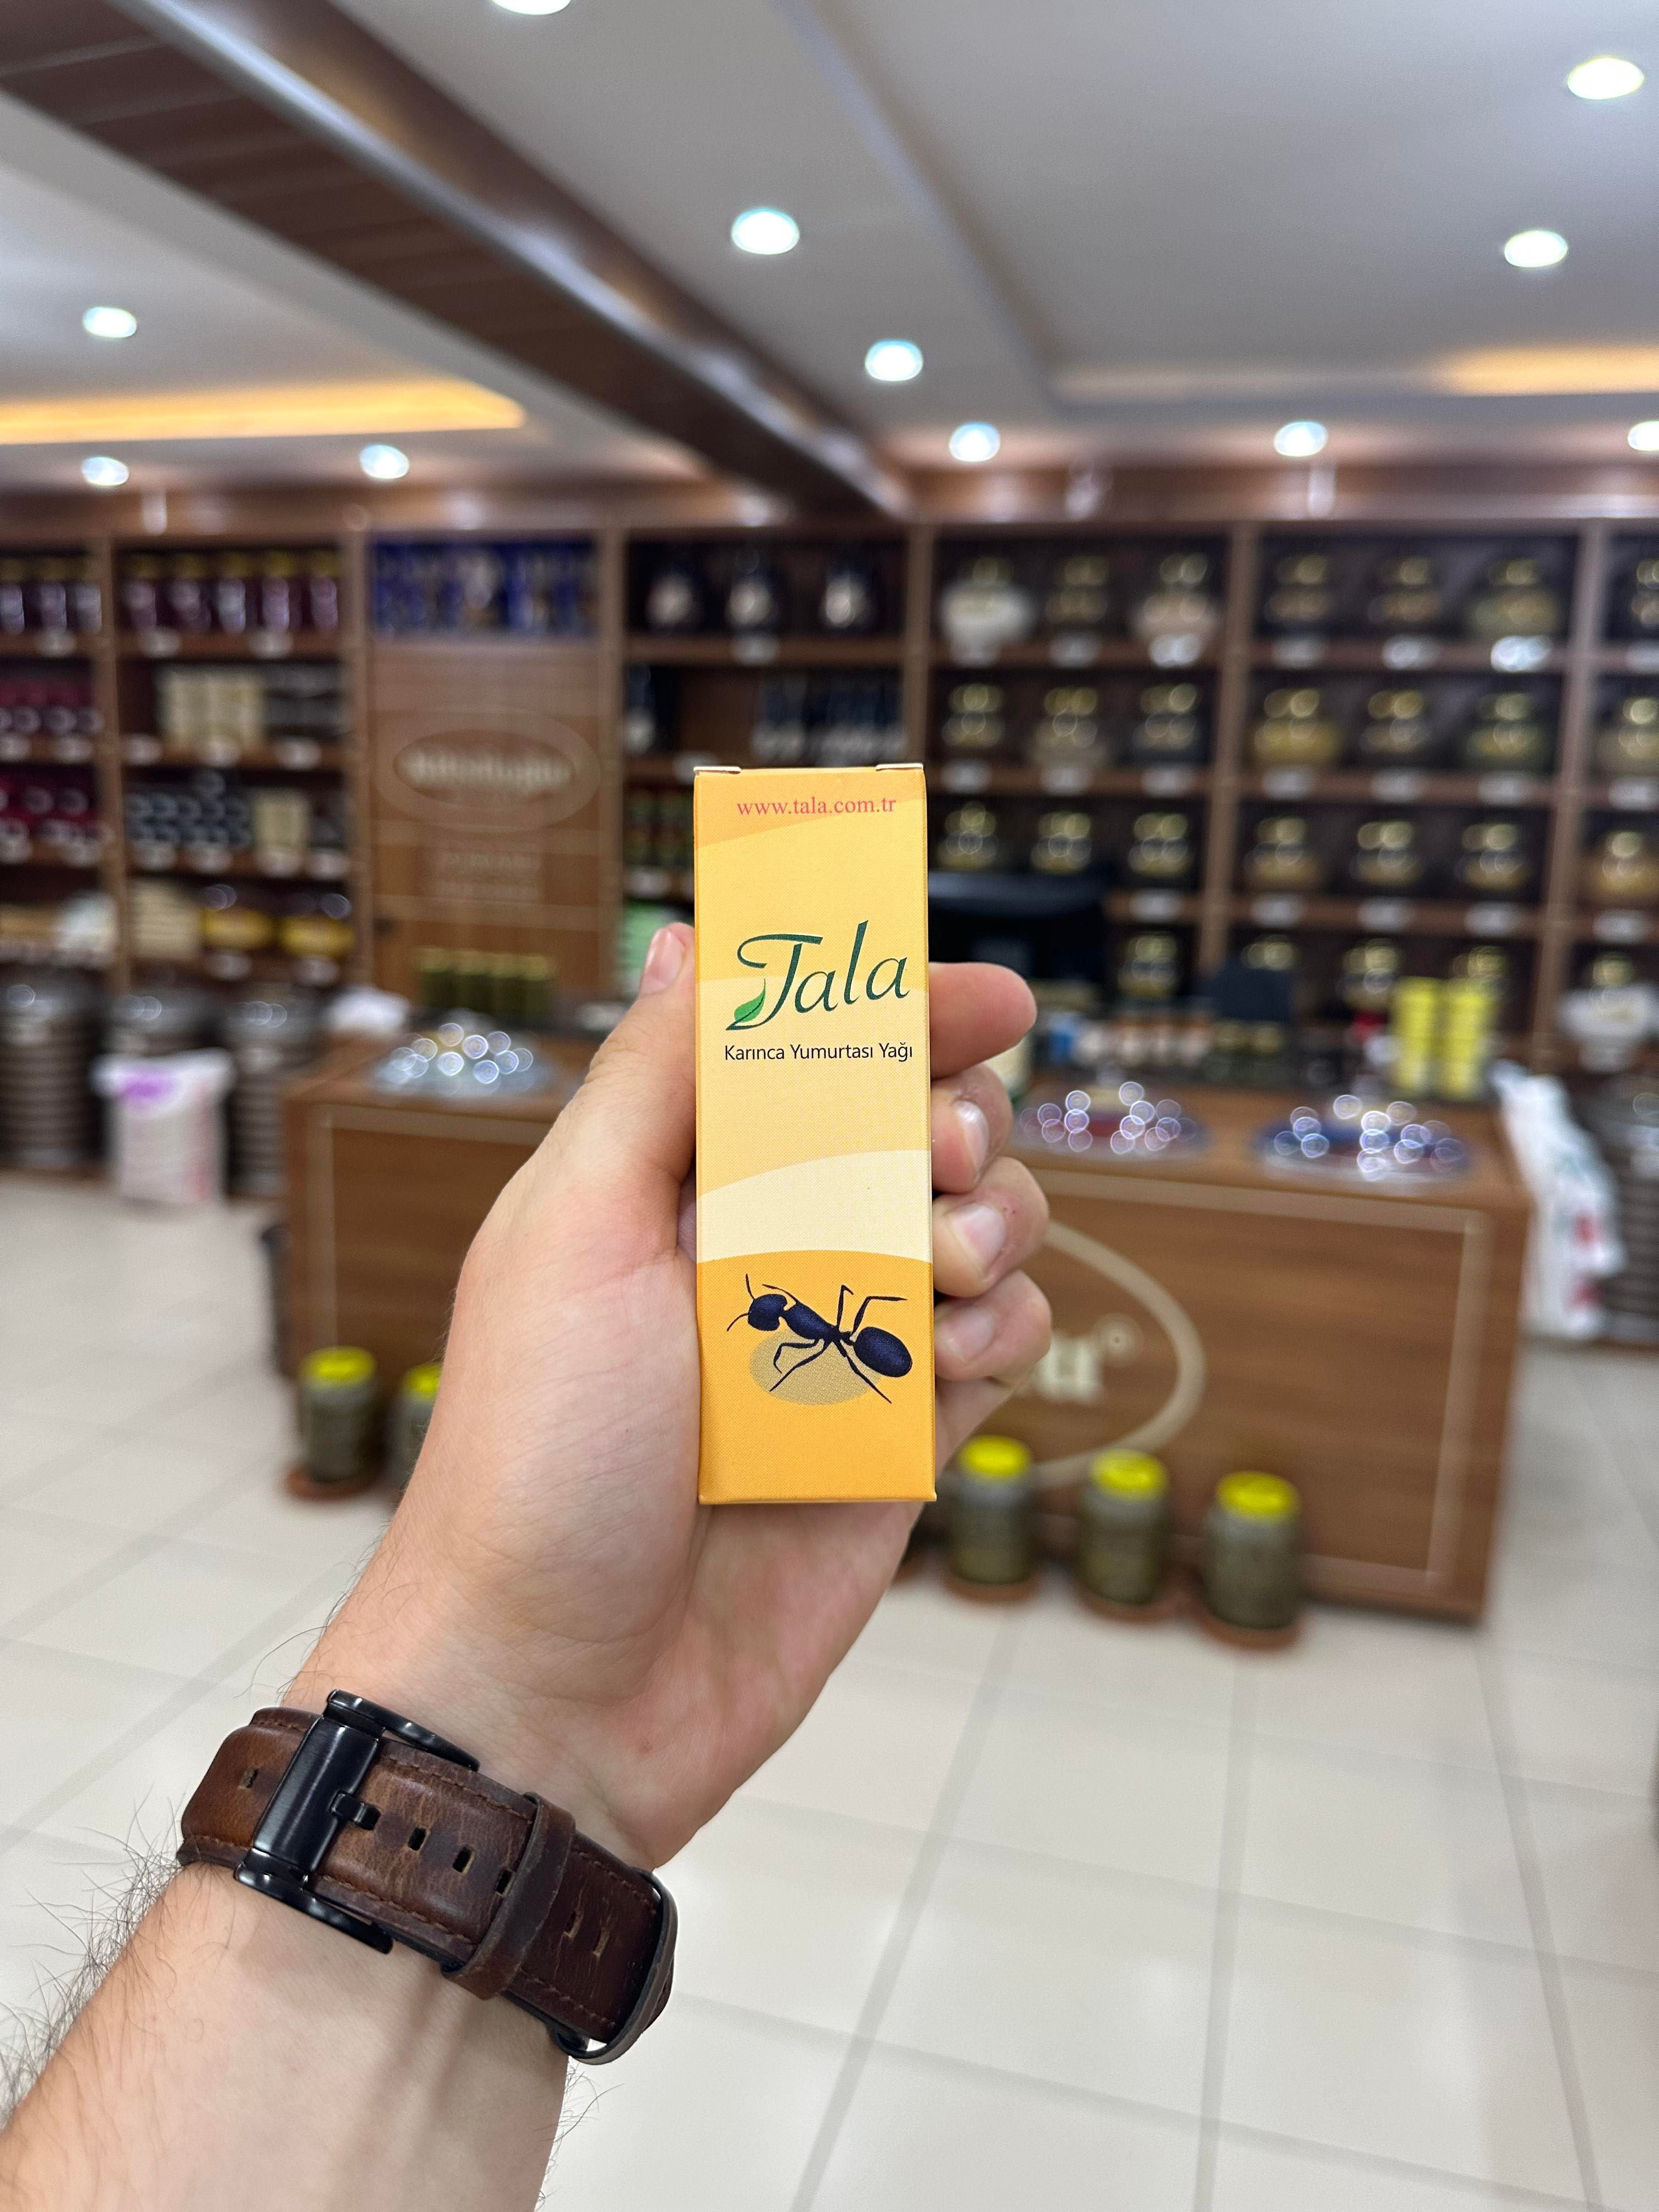 www.tala.com.tr
Tala
Karınca Yumurtası Yağı